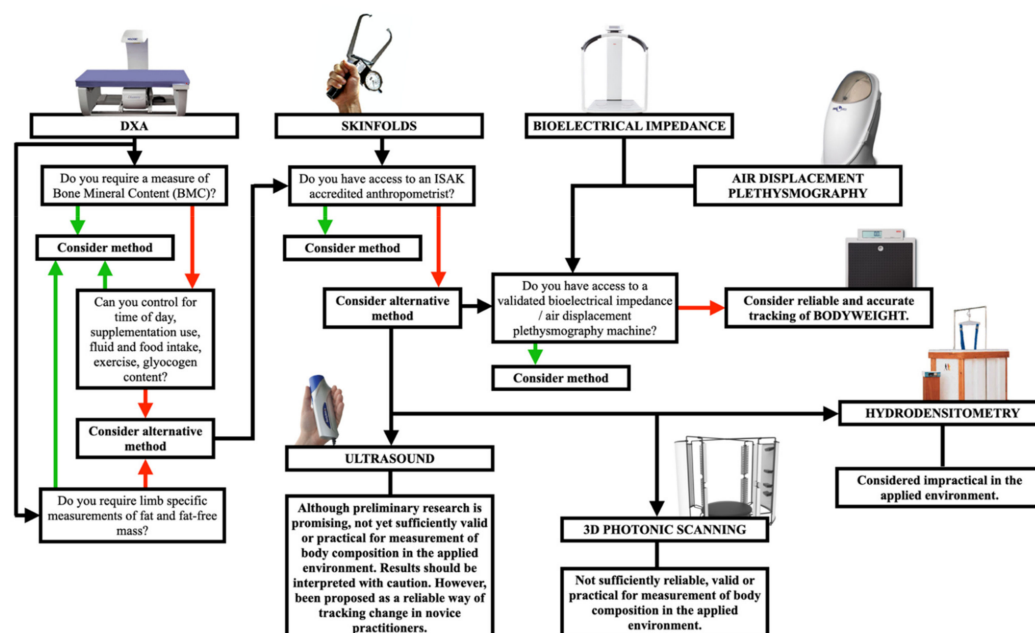 DXA
Do you require a measure of
Bone Mineral Content (BMC)?
Consider method
Can you control for
time of day,
supplementation use,
fluid and food intake,
exercise, glyocogen
content?
Consider alternative
method
Do you require limb specific
measurements of fat and fat-free
mass?
SKINFOLDS
Do you have access to an ISAK
accredited anthropometrist?
Consider method
Consider alternative
method
BIOELECTRICAL IMPEDANCE
AIR DISPLACEMENT
PLETHYSMOGRAPHY
Do you have access to a
validated bioelectrical impedance
/ air displacement
plethysmography machine?
Consider method
Consider reliable and accurate
tracking of BODYWEIGHT.
ULTRASOUND
Although preliminary research is
promising, not yet sufficiently valid
or practical for measurement of
body composition in the applied
environment. Results should be
interpreted with caution. However,
been proposed as a reliable way of
tracking change in novice
practitioners.
3D PHOTONIC SCANNING
Not sufficiently reliable, valid or
practical for measurement of body
composition in the applied
environment.
HYDRODENSITOMETRY
Considered impractical in the
applied environment.